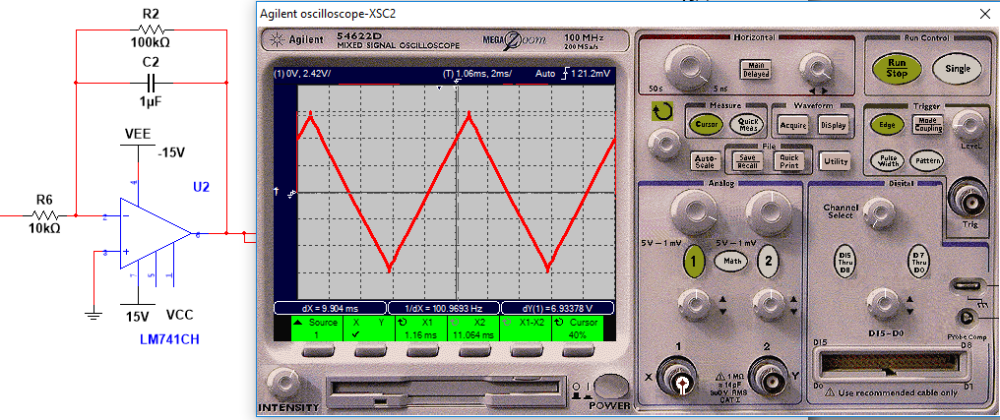 R2
100kΩ
C2
1µF
VEE
-15V
U2
R6
10kΩ
2
3
4
6
7
5
1
15V
VCC
LM741CH
Agilent oscilloscope-XSC2
Agilent
54622D
MIXED SIGNAL OSCILLOSCOPE
MEGA Zoom
100 MHz
200 MSa/s
(1) 0V, 2.42V/
(T) 1.06ms, 2ms/
Auto
1 21.2mV
dX = 9.904 ms
1/dX = 100.9693 Hz
dY(1) = 6.93378 V
Source
1
X Y
X1
1.16 ms
X2
11.064 ms
X1-X2
Cursor
40%
INTENSITY
O I
POWER
Horizontal
50 s
5 ns
Main
Delayed
Run Control
Run
Stop
Single
Measure
Cursor
Quick
Meas
Waveform
Acquire
Display
Trigger
Edge
Mode
Coupling
Level
Pulse
Width
Pattern
File
Auto-
Scale
Save
Recall
Quick
Print
Utility
Trig
Analog
5V-1 mV
5V-1 mV
1
Math
2
Digital
Channel
Select
D15
Thru
D8
D7
Thru
D0
D15-D0
Probe Comp
1
2
X
Y
1 MΩ
≅ 14pF
300V RMS
CAT I
D15
D8
D0
D1
Use recommended cable only